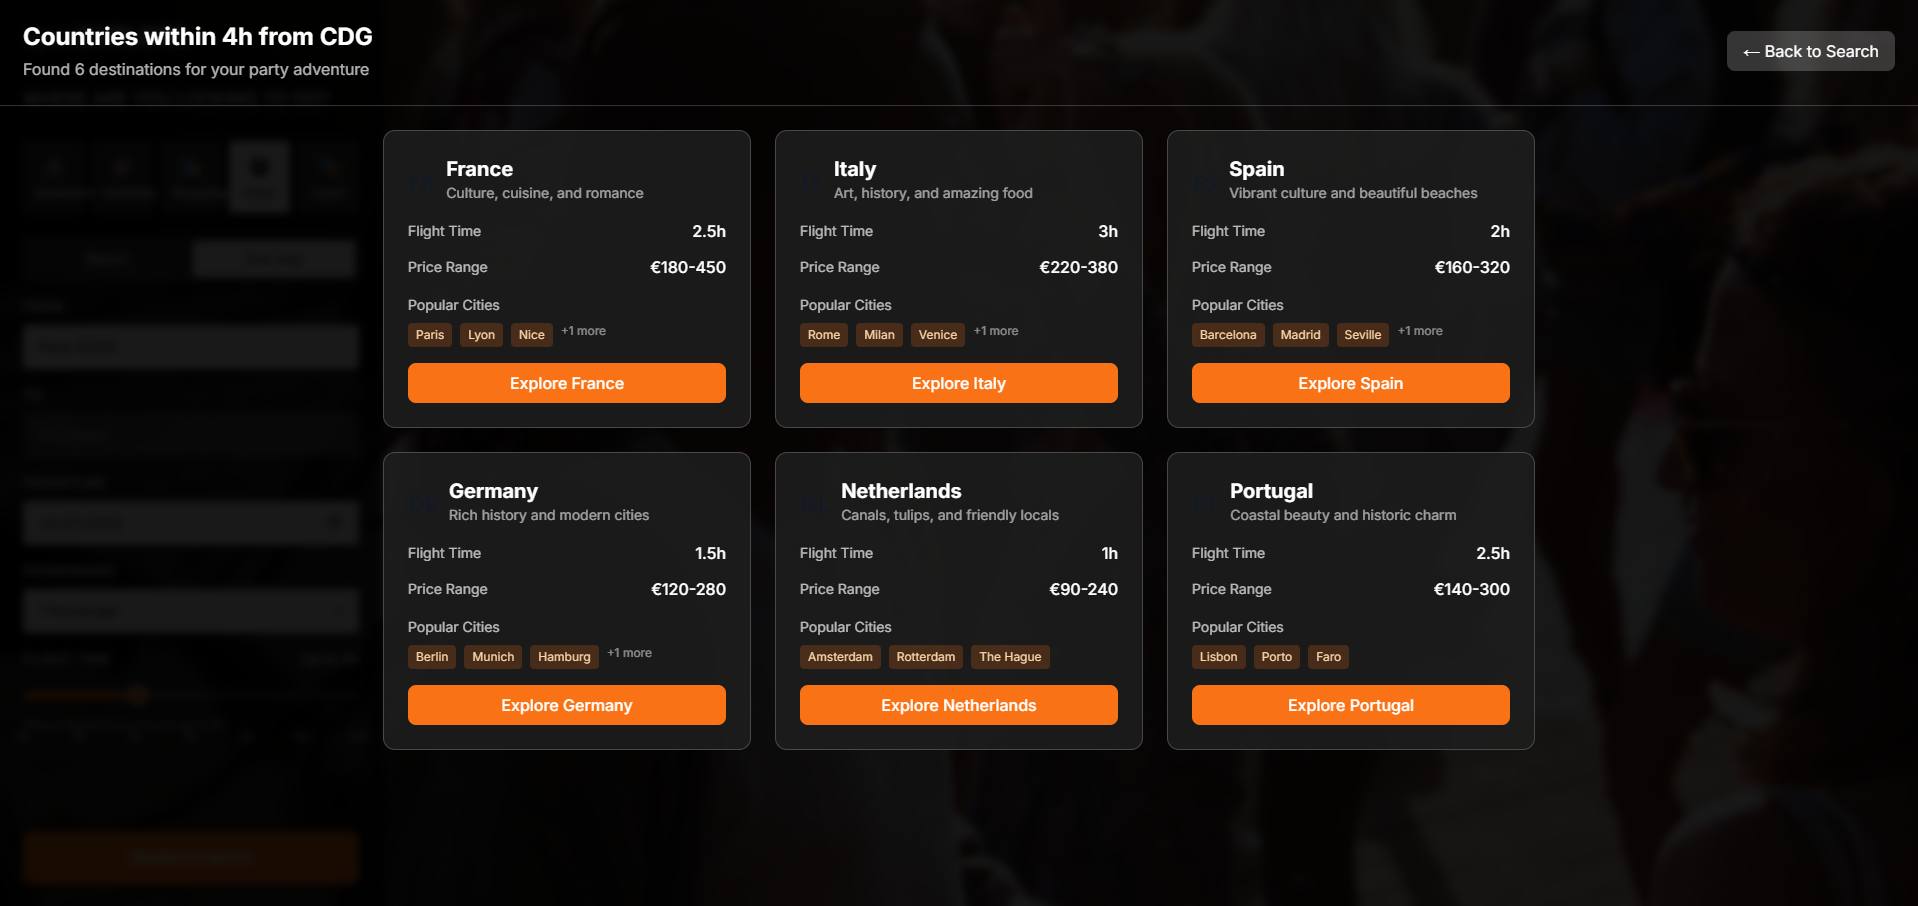 Countries within 4h from CDG
Found 6 destinations for your party adventure
← Back to Search
France
Culture, cuisine, and romance
Flight Time 2.5h
Price Range €180-450
Popular Cities
Paris Lyon Nice +1 more
Explore France
Italy
Art, history, and amazing food
Flight Time 3h
Price Range €220-380
Popular Cities
Rome Milan Venice +1 more
Explore Italy
Spain
Vibrant culture and beautiful beaches
Flight Time 2h
Price Range €160-320
Popular Cities
Barcelona Madrid Seville +1 more
Explore Spain
Germany
Rich history and modern cities
Flight Time 1.5h
Price Range €120-280
Popular Cities
Berlin Munich Hamburg +1 more
Explore Germany
Netherlands
Canals, tulips, and friendly locals
Flight Time 1h
Price Range €90-240
Popular Cities
Amsterdam Rotterdam The Hague
Explore Netherlands
Portugal
Coastal beauty and historic charm
Flight Time 2.5h
Price Range €140-300
Popular Cities
Lisbon Porto Faro
Explore Portugal